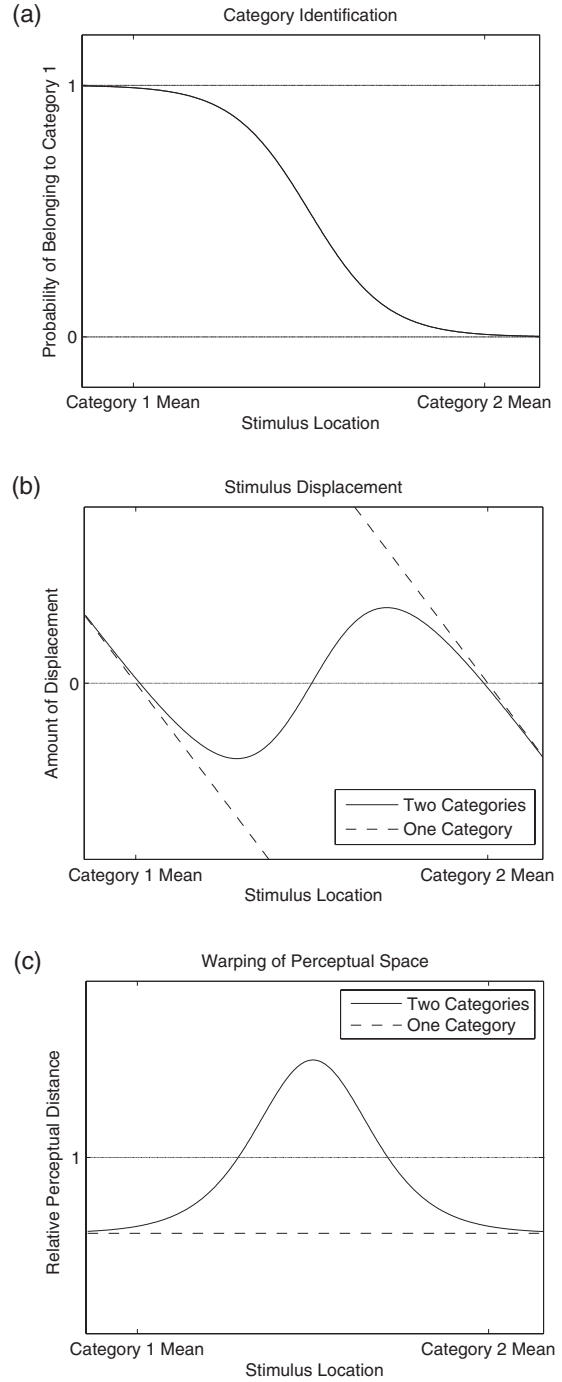 (a)
Category Identification
Probability of Belonging to Category 1
1
0
Category 1 Mean
Category 2 Mean
Stimulus Location
(b)
Stimulus Displacement
Amount of Displacement
0
Two Categories
One Category
Category 1 Mean
Category 2 Mean
Stimulus Location
(c)
Warping of Perceptual Space
Relative Perceptual Distance
Two Categories
One Category
1
Category 1 Mean
Category 2 Mean
Stimulus Location